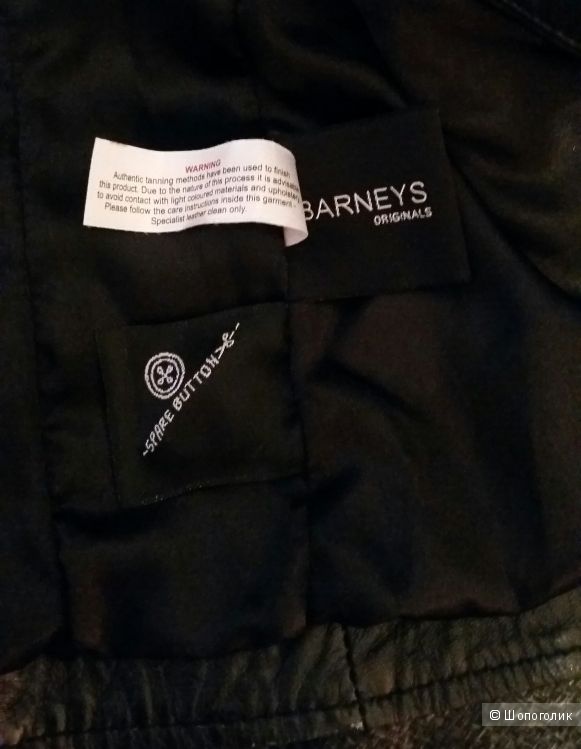 WARNING
Authentic tanning methods have been used to finish
this product. Due to the nature of this process it is
to avoid contact with light coloured materials and
Please follow the care instructions inside this garment
Specialist leather clean only.
BARNEYS
ORIGINALS
SPARE BUTTON
© Шопоголик